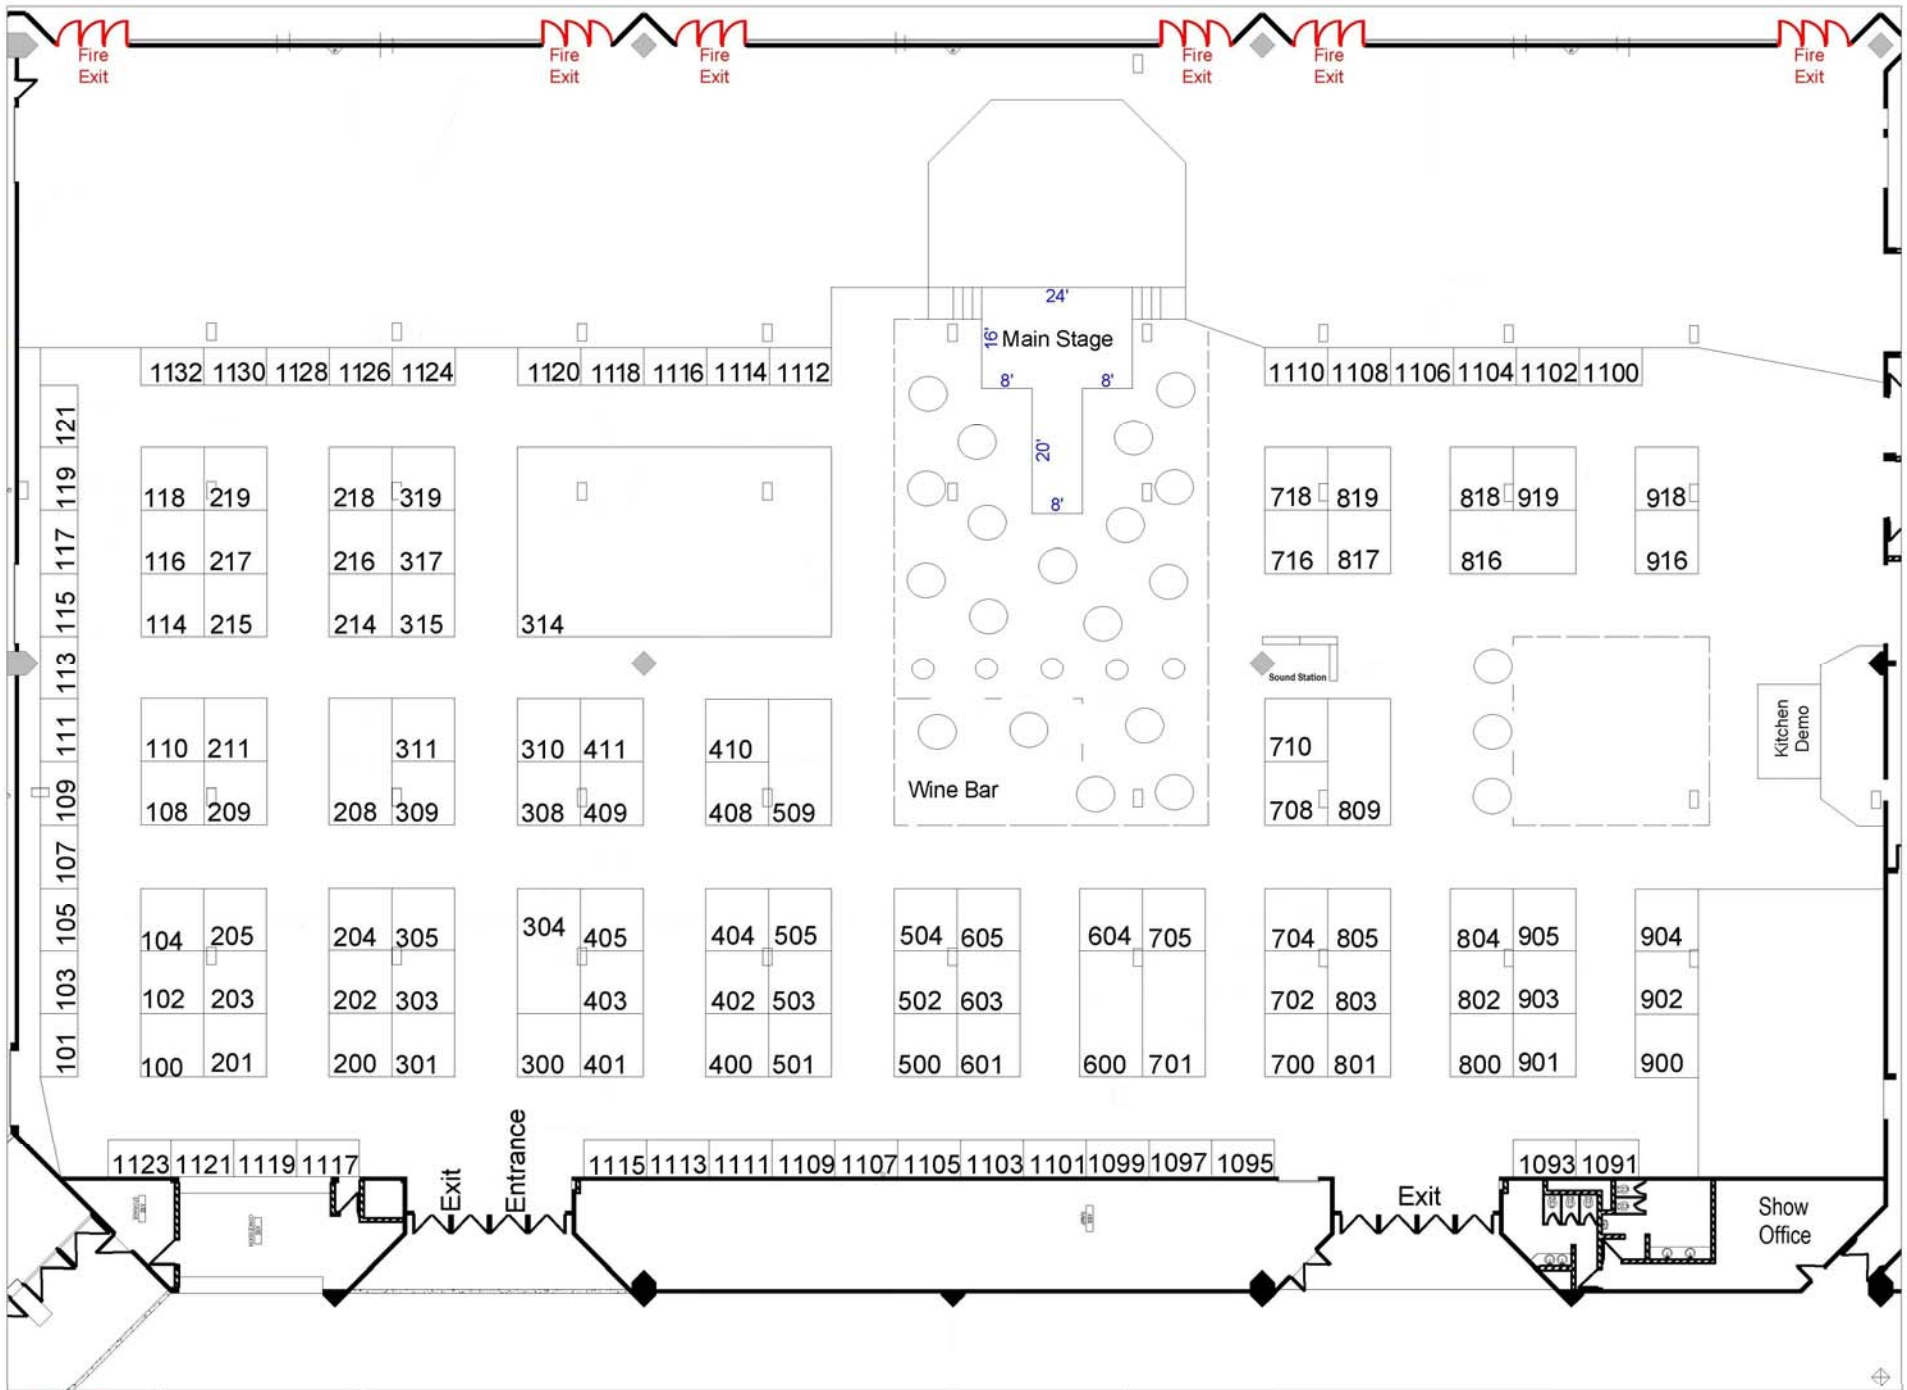 Fire Exit
Fire Exit
Fire Exit
Fire Exit
Fire Exit
Fire Exit
24'
16'
Main Stage
8' 8'
20'
8'
1132 1130 1128 1126 1124 1120 1118 1116 1114 1112 1110 1108 1106 1104 1102 1100
121
119
117
115
113
111
109
107
105
103
101
118 219 218 319 718 819 818 919 918
116 217 216 317 716 817 816 916
114 215 214 315 314
Sound Station
110 211 311 310 411 410 710
Kitchen
Demo
Wine Bar
108 209 208 309 308 409 408 509 708 809
104 205 204 305 304 405 404 505 504 605 604 705 704 805 804 905 904
102 203 202 303 403 402 503 502 603 702 803 802 903 902
100 201 200 301 300 401 400 501 500 601 600 701 700 801 800 901 900
1123 1121 1119 1117
Exit
Entrance
1115 1113 1111 1109 1107 1105 1103 1101 1099 1097 1095
1093 1091
Exit
Show
Office